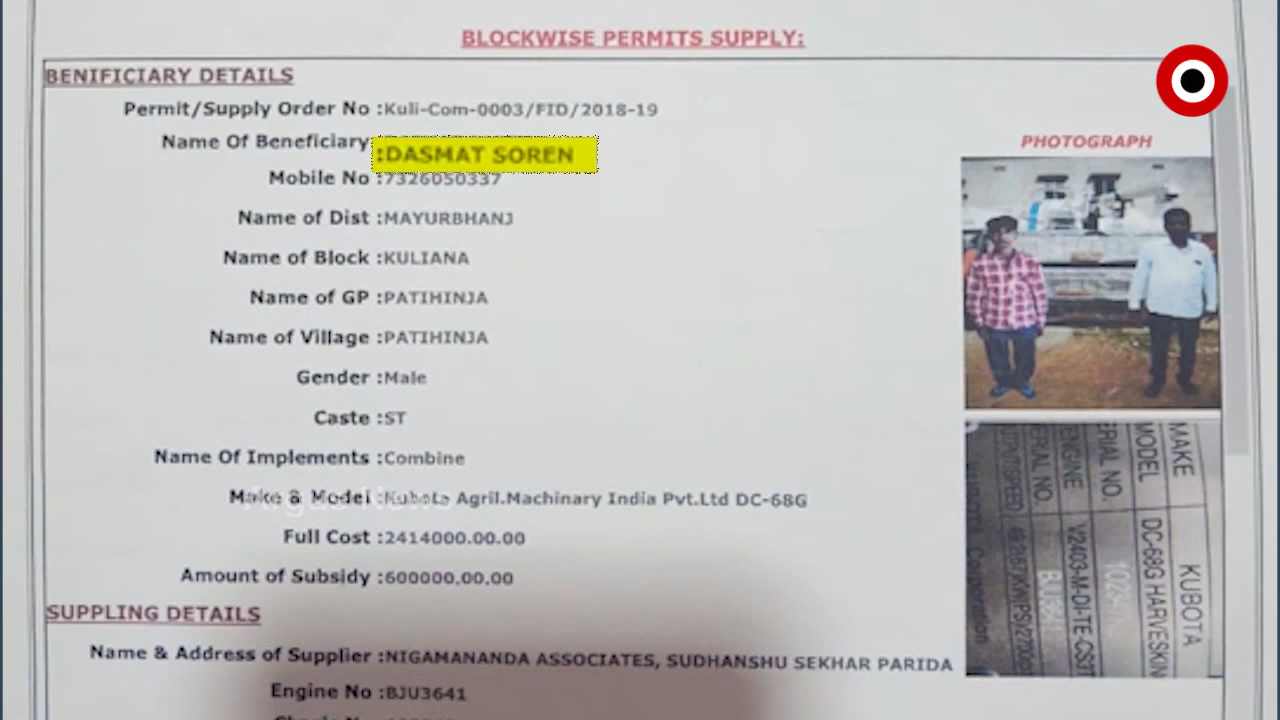 BLOCKWISE PERMITS SUPPLY:
BENIFICIARY DETAILS
Permit/Supply Order No :Kuli-Com-0003/FID/2018-19
Name Of Beneficiary :DASMAT SOREN
Mobile No :7326050337
Name of Dist :MAYURBHANJ
Name of Block :KULIANA
Name of GP :PATIHINJA
Name of Village :PATIHINJA
Gender :Male
Caste :ST
Name Of Implements :Combine
Make & Model :Kubota Agril.Machinary India Pvt.Ltd DC-68G
Full Cost :2414000.00.00
Amount of Subsidy :600000.00.00
SUPPLING DETAILS
Name & Address of Supplier :NIGAMANANDA ASSOCIATES, SUDHANSHU SEKHAR PARIDA
Engine No :BJU3641
PHOTOGRAPH
MAKE KUBOTA
MODEL DC-68G
ENGINE V2403-M-DI-TE-CS1T
Corporation
Argus News